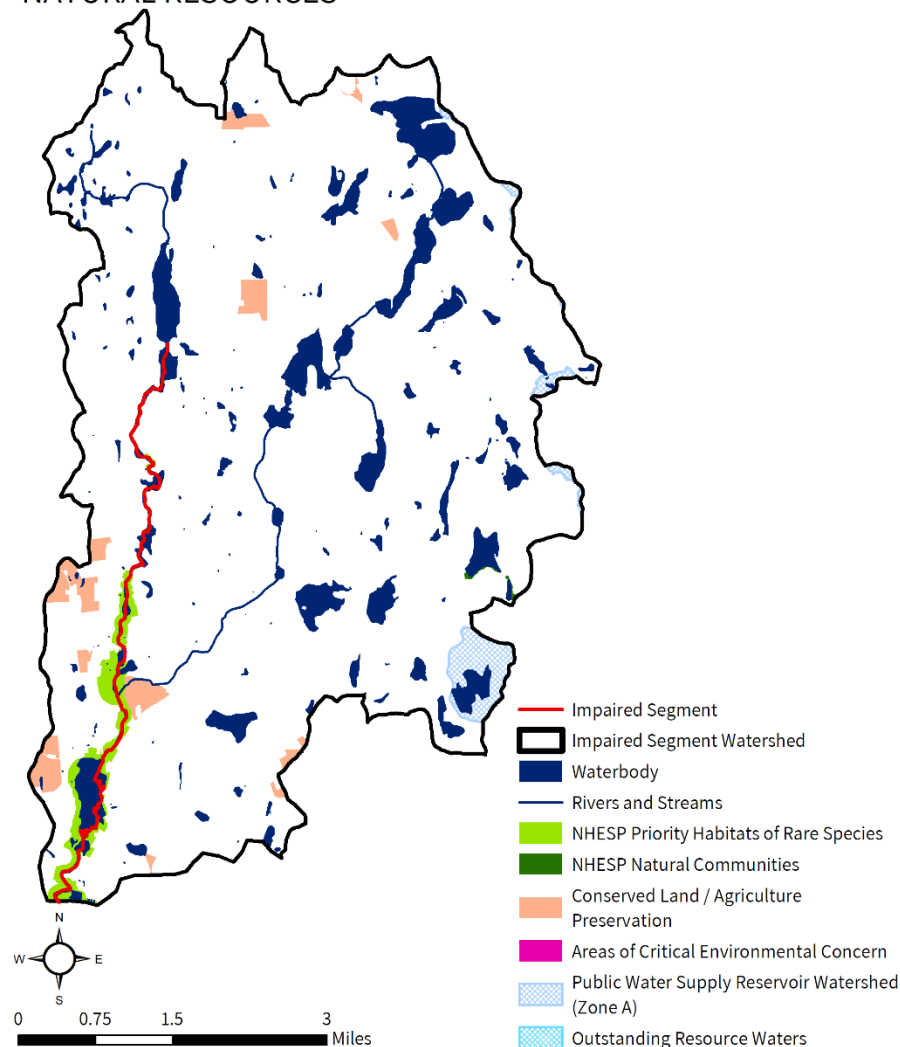 NATURAL RESOURCES
Impaired Segment
Impaired Segment Watershed
Waterbody
Rivers and Streams
NHESP Priority Habitats of Rare Species
NHESP Natural Communities
Conserved Land / Agriculture
Preservation
Areas of Critical Environmental Concern
Public Water Supply Reservoir Watershed
(Zone A)
Outstanding Resource Waters
N
W E
S
0 0.75 1.5 3
Miles